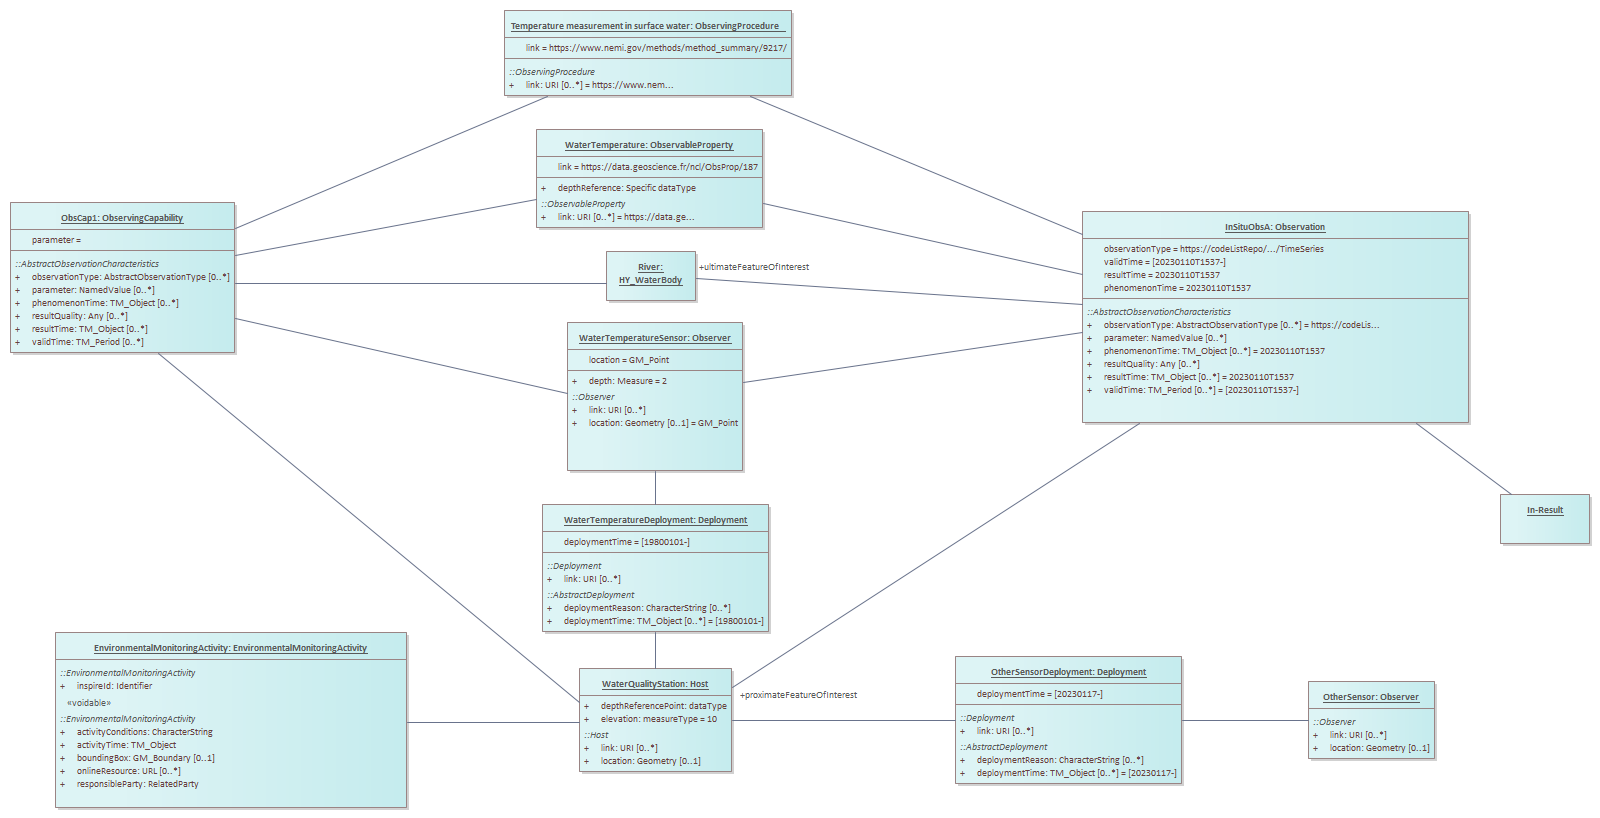 Temperature measurement in surface water: ObservingProcedure
link = https://www.nemi.gov/methods/method_summary/9217/
::ObservingProcedure
+ link: URI [0..*] = https://www.nem...
WaterTemperature: ObservableProperty
link = https://data.geoscience.fr/ncl/ObsProp/187
+ depthReference: Specific dataType
::ObservableProperty
+ link: URI [0..*] = https://data.ge...
ObsCap1: ObservingCapability
parameter =
::AbstractObservationCharacteristics
+ observationType: AbstractObservationType [0..*]
+ parameter: NamedValue [0..*]
+ phenomenonTime: TM_Object [0..*]
+ resultQuality: Any [0..*]
+ resultTime: TM_Object [0..*]
+ validTime: TM_Period [0..*]
River:
HY_WaterBody
+ultimateFeatureOfInterest
InSituObsA: Observation
observationType = https://codeListRepo/.../TimeSeries
validTime = [20230110T1537-]
resultTime = 20230110T1537
phenomenonTime = 20230110T1537
::AbstractObservationCharacteristics
+ observationType: AbstractObservationType [0..*] = https://codeLis...
+ parameter: NamedValue [0..*]
+ phenomenonTime: TM_Object [0..*] = 20230110T1537
+ resultQuality: Any [0..*]
+ resultTime: TM_Object [0..*] = 20230110T1537
+ validTime: TM_Period [0..*] = [20230110T1537-]
WaterTemperatureSensor: Observer
location = GM_Point
+ depth: Measure = 2
::Observer
+ link: URI [0..*]
+ location: Geometry [0..1] = GM_Point
In-Result
WaterTemperatureDeployment: Deployment
deploymentTime = [19800101-]
::Deployment
+ link: URI [0..*]
::AbstractDeployment
+ deploymentReason: CharacterString [0..*]
+ deploymentTime: TM_Object [0..*] = [19800101-]
EnvironmentalMonitoringActivity: EnvironmentalMonitoringActivity
::EnvironmentalMonitoringActivity
+ inspireId: Identifier
«voidable»
::EnvironmentalMonitoringActivity
+ activityConditions: CharacterString
+ activityTime: TM_Object
+ boundingBox: GM_Boundary [0..1]
+ onlineResource: URL [0..*]
+ responsibleParty: RelatedParty
WaterQualityStation: Host
+ depthReferencePoint: dataType
+ elevation: measureType = 10
::Host
+ link: URI [0..*]
+ location: Geometry [0..1]
+proximateFeatureOfInterest
OtherSensorDeployment: Deployment
deploymentTime = [20230117-]
::Deployment
+ link: URI [0..*]
::AbstractDeployment
+ deploymentReason: CharacterString [0..*]
+ deploymentTime: TM_Object [0..*] = [20230117-]
OtherSensor: Observer
::Observer
+ link: URI [0..*]
+ location: Geometry [0..1]